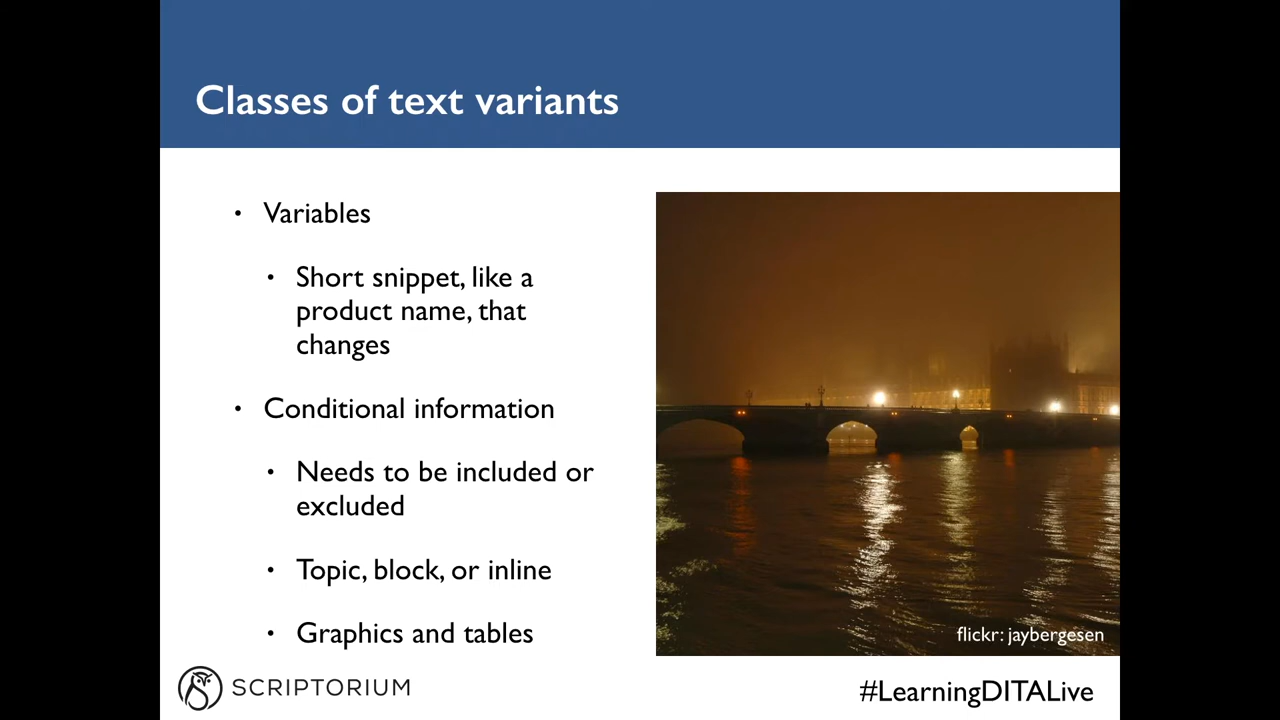 Classes of text variants
• Variables
• Short snippet, like a
product name, that
changes
• Conditional information
• Needs to be included or
excluded
• Topic, block, or inline
• Graphics and tables
flickr: jaybergesen
SCRIPTORIUM
#LearningDITALive